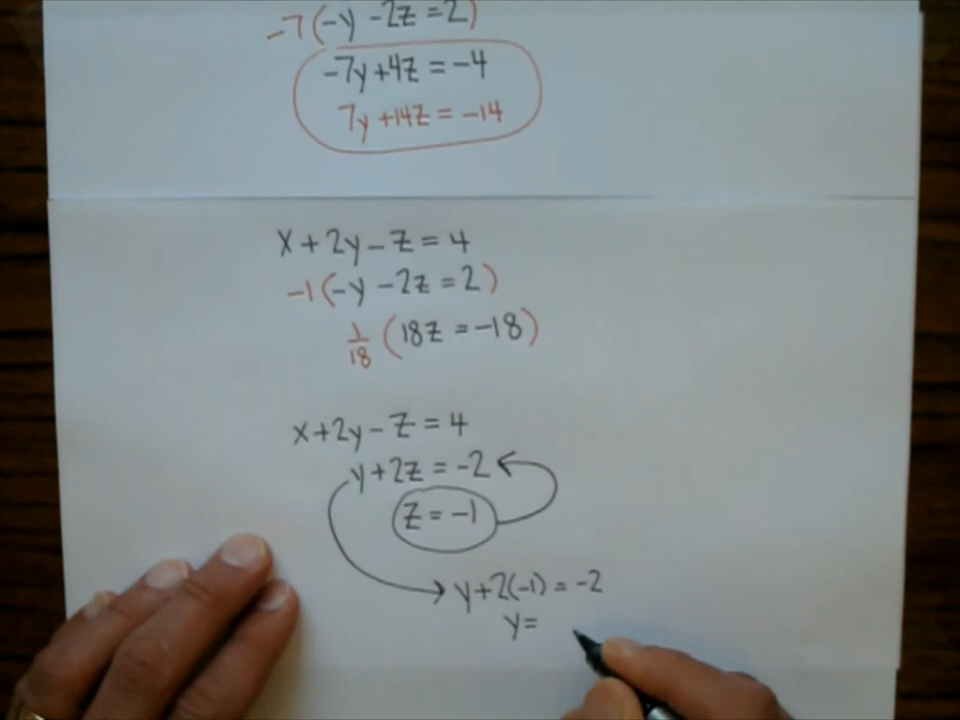 -7(-y -2z = 2)
-7y+4z = -4
7y+14z = -14
x+2y-z = 4
-1(-y -2z = 2)
1/18 (18z = -18)
x+2y-z = 4
y+2z = -2
z = -1
y+2(-1) = -2
y=